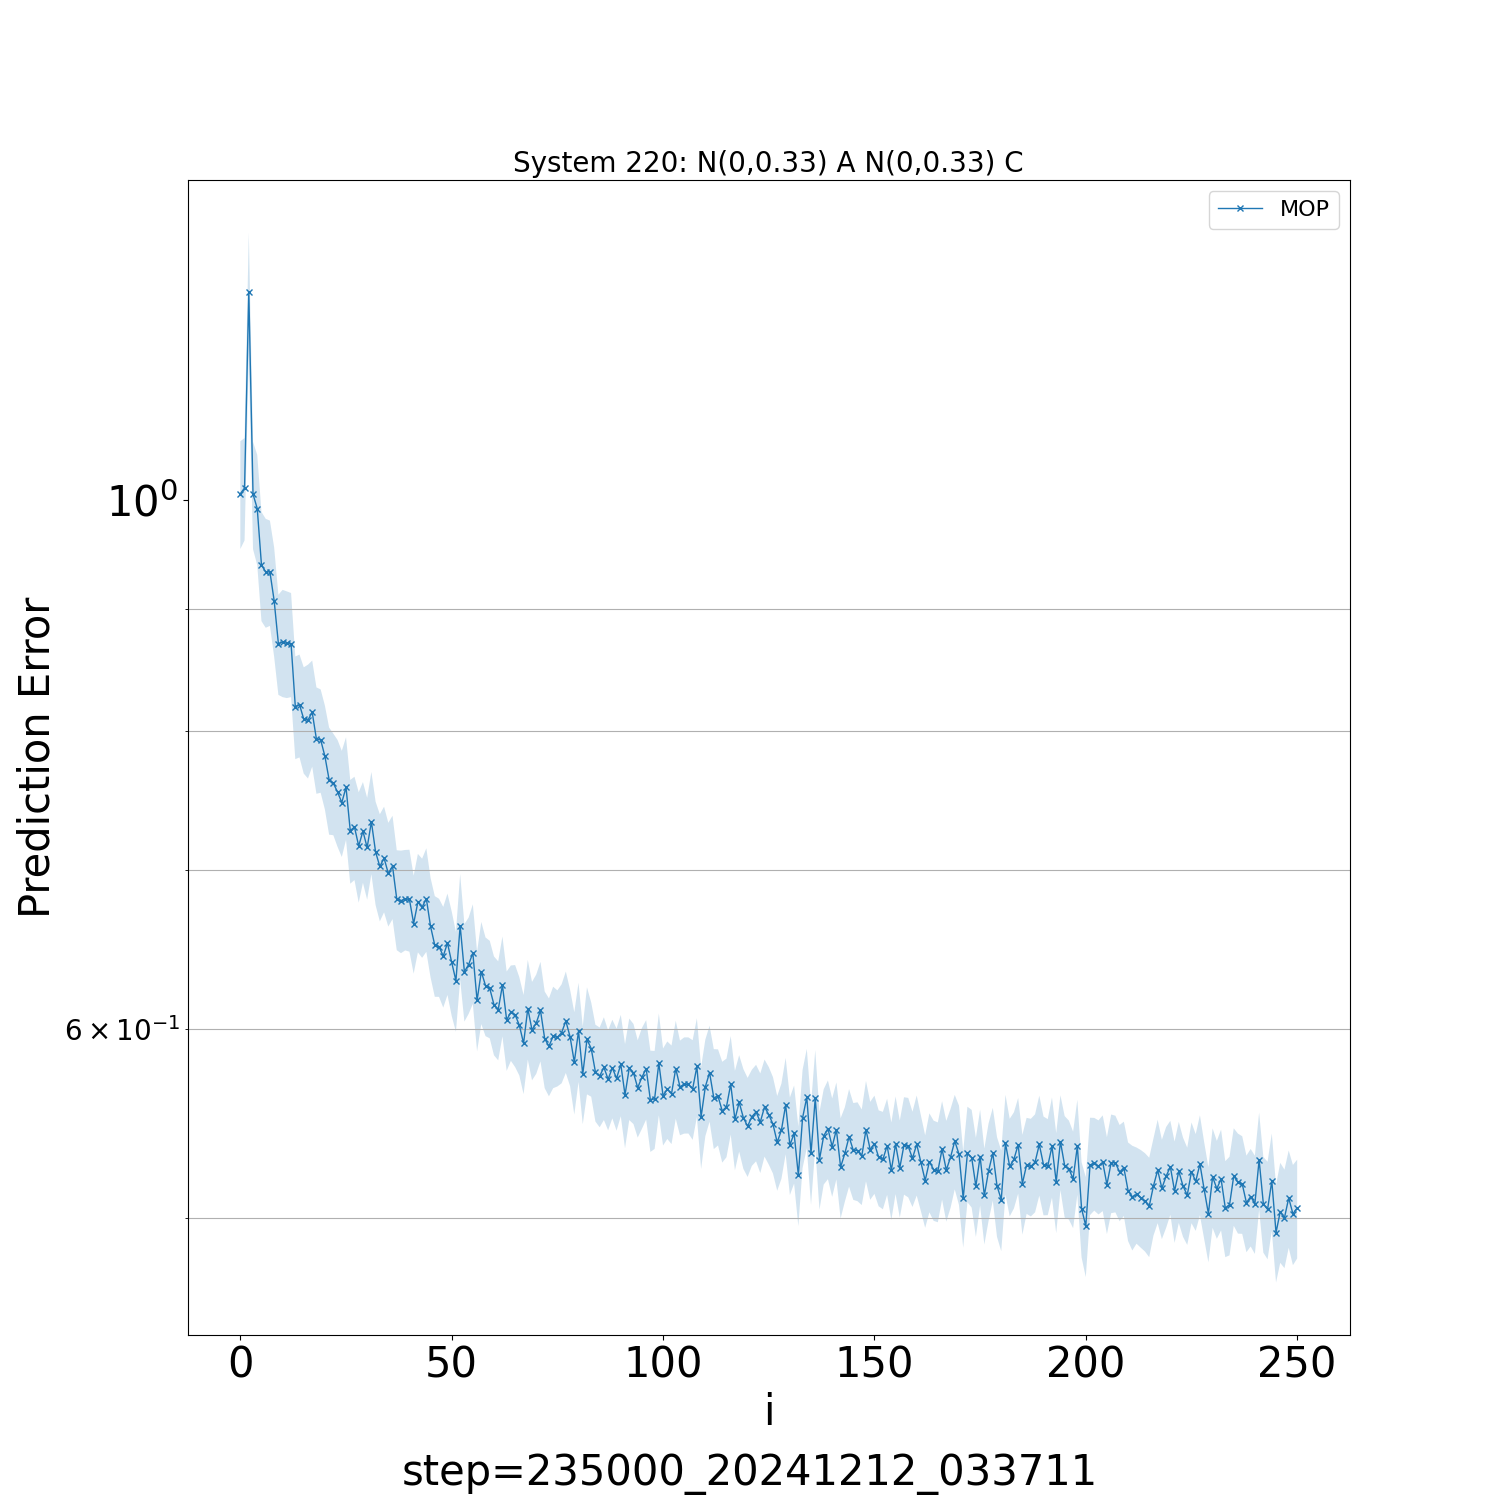 System 220: N(0,0.33) A N(0,0.33) C
MOP
10⁰
6 × 10⁻¹
Prediction Error
0 50 100 150 200 250
i
step=235000_20241212_033711